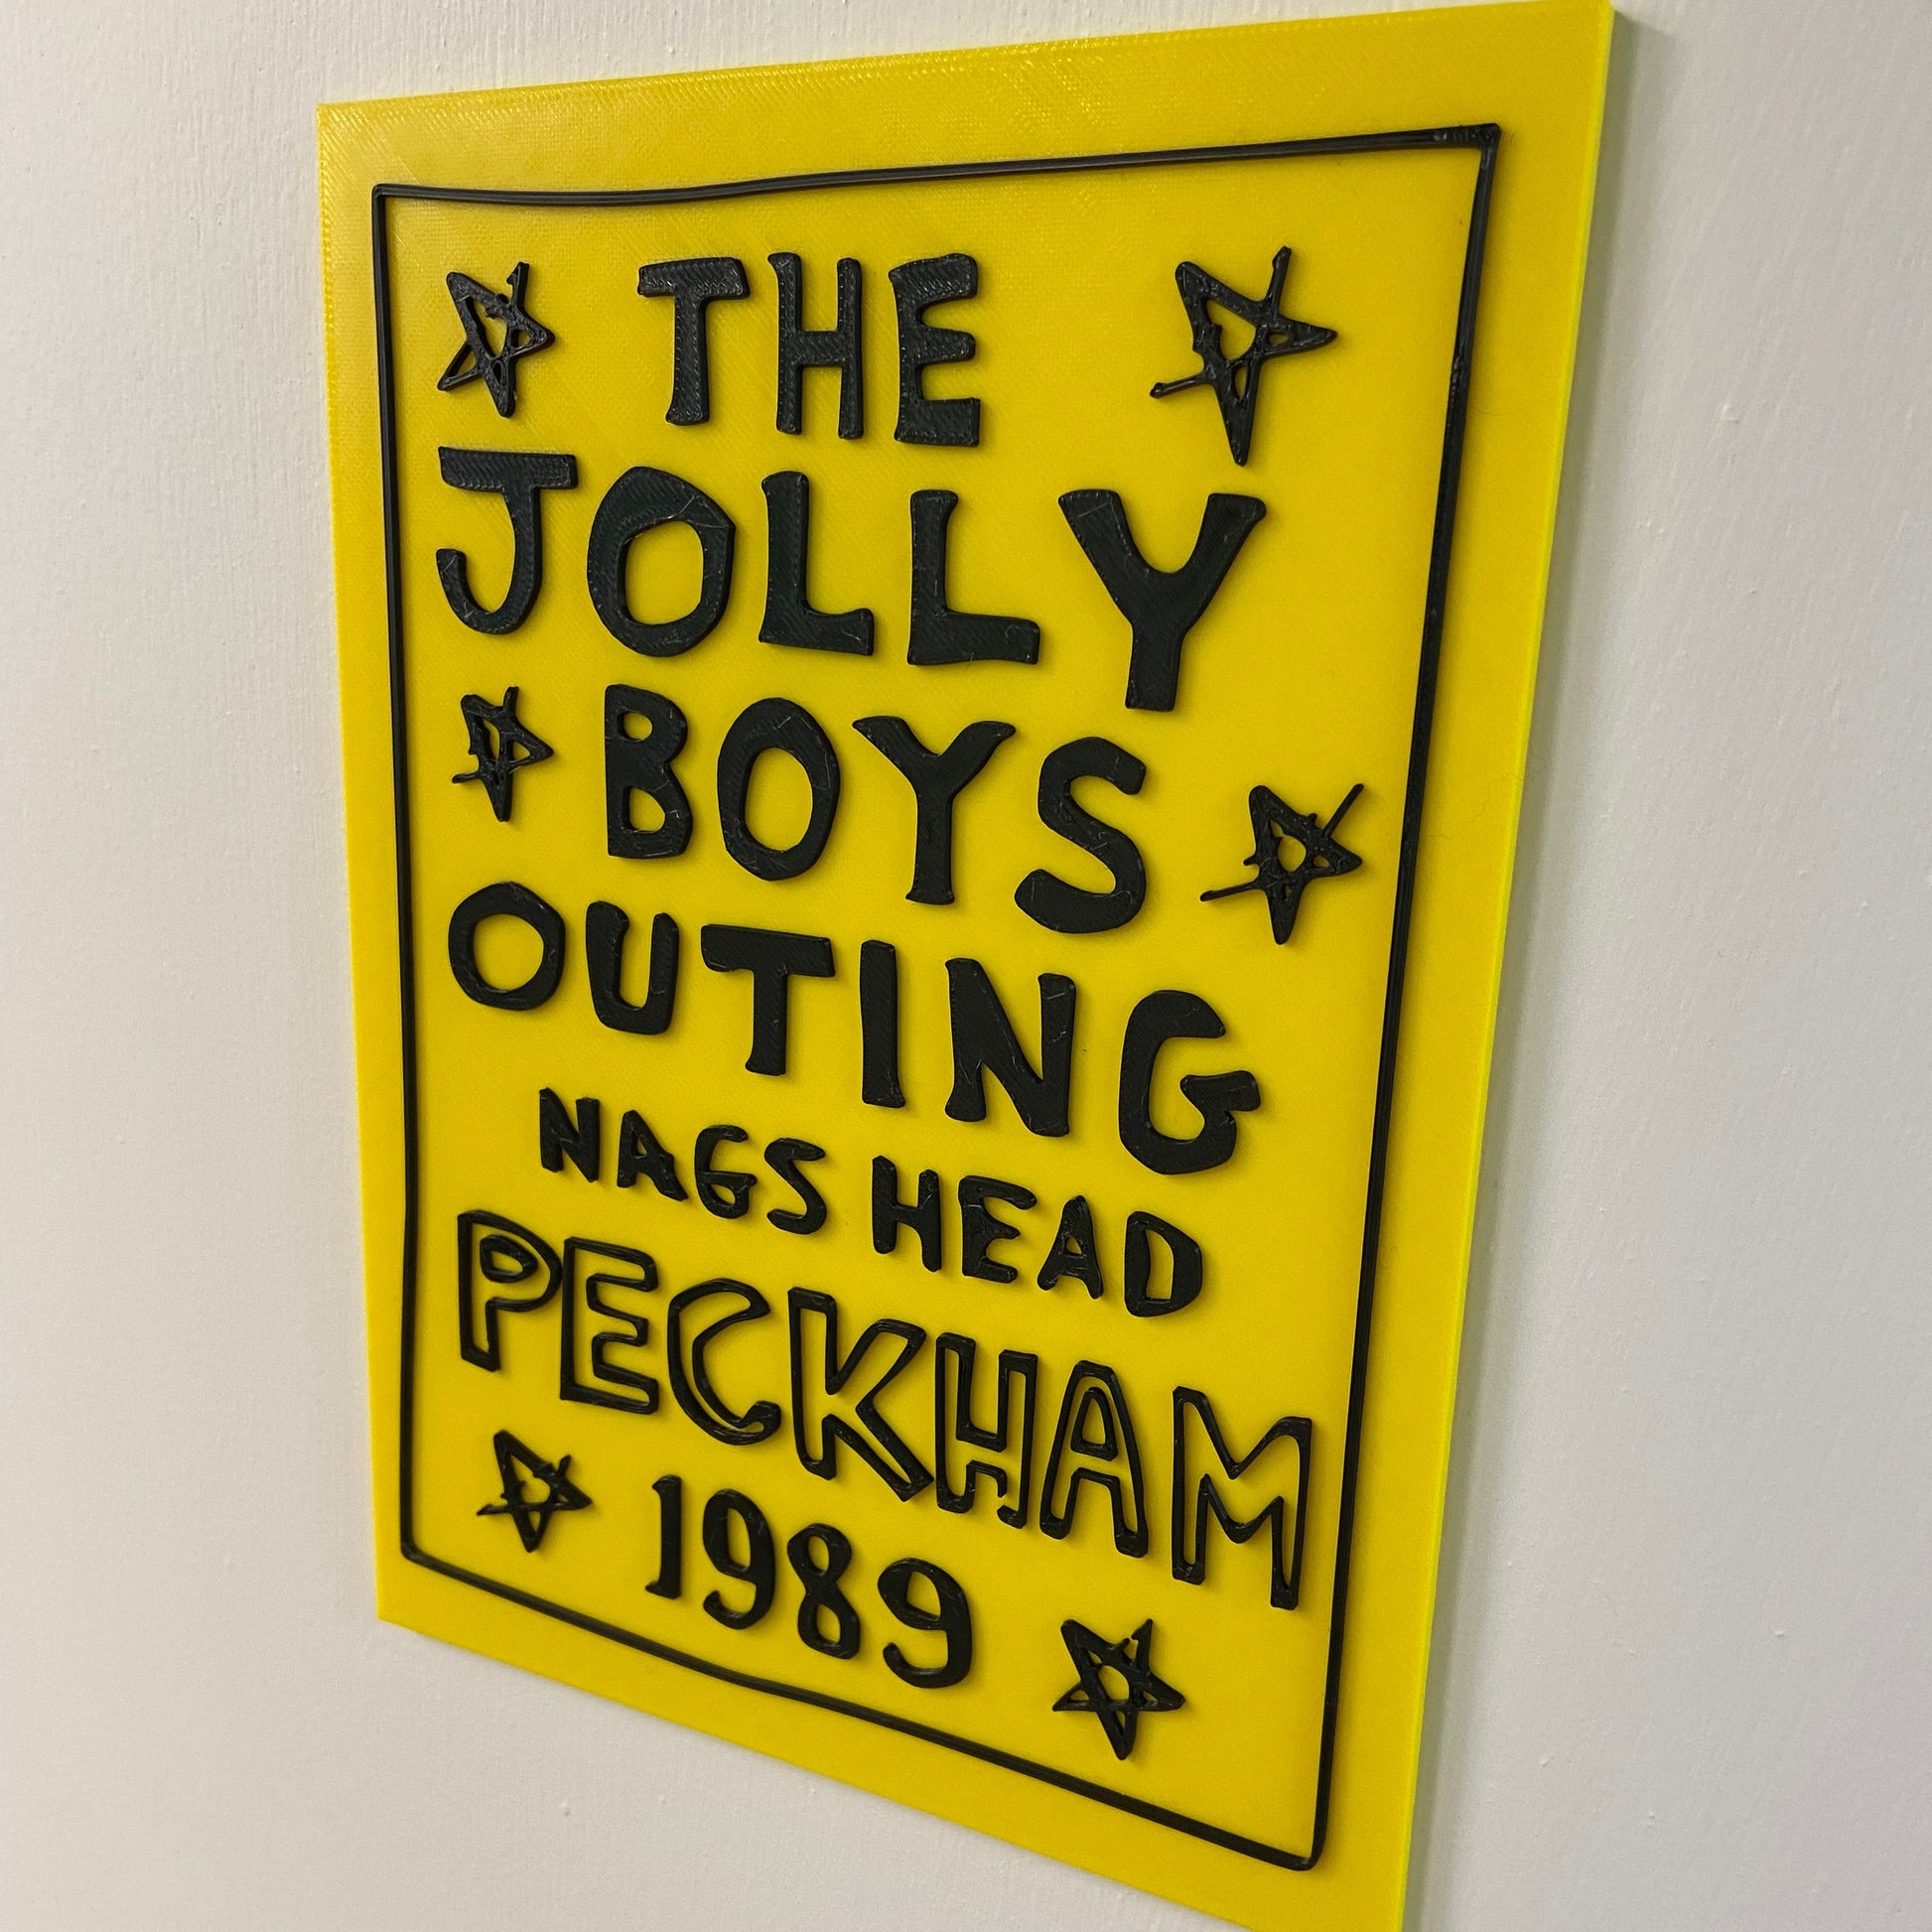 THE
JOLLY
BOYS
OUTING
NAGS HEAD
PECKHAM
1989